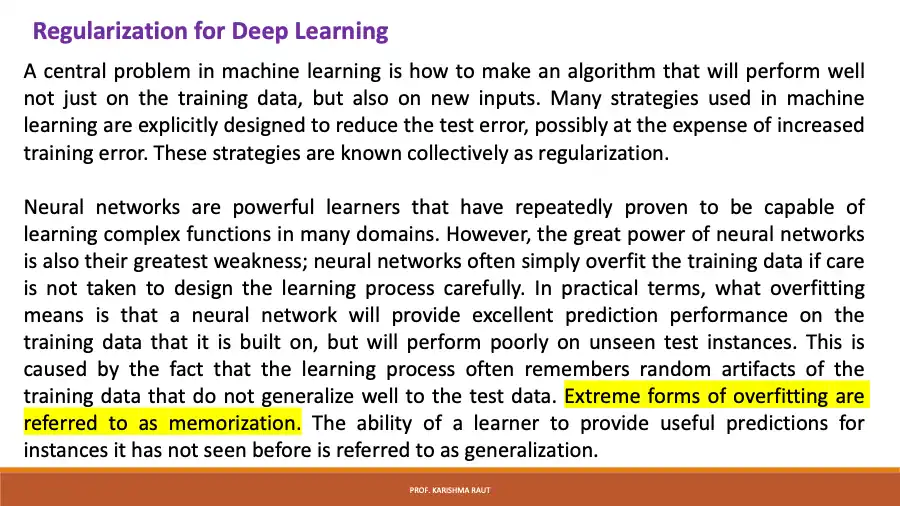 Regularization for Deep Learning
A central problem in machine learning is how to make an algorithm that will perform well
not just on the training data, but also on new inputs. Many strategies used in machine
learning are explicitly designed to reduce the test error, possibly at the expense of increased
training error. These strategies are known collectively as regularization.
Neural networks are powerful learners that have repeatedly proven to be capable of
learning complex functions in many domains. However, the great power of neural networks
is also their greatest weakness; neural networks often simply overfit the training data if care
is not taken to design the learning process carefully. In practical terms, what overfitting
means is that a neural network will provide excellent prediction performance on the
training data that it is built on, but will perform poorly on unseen test instances. This is
caused by the fact that the learning process often remembers random artifacts of the
training data that do not generalize well to the test data. Extreme forms of overfitting are
referred to as memorization. The ability of a learner to provide useful predictions for
instances it has not seen before is referred to as generalization.
PROF. KARISHMA RAUT